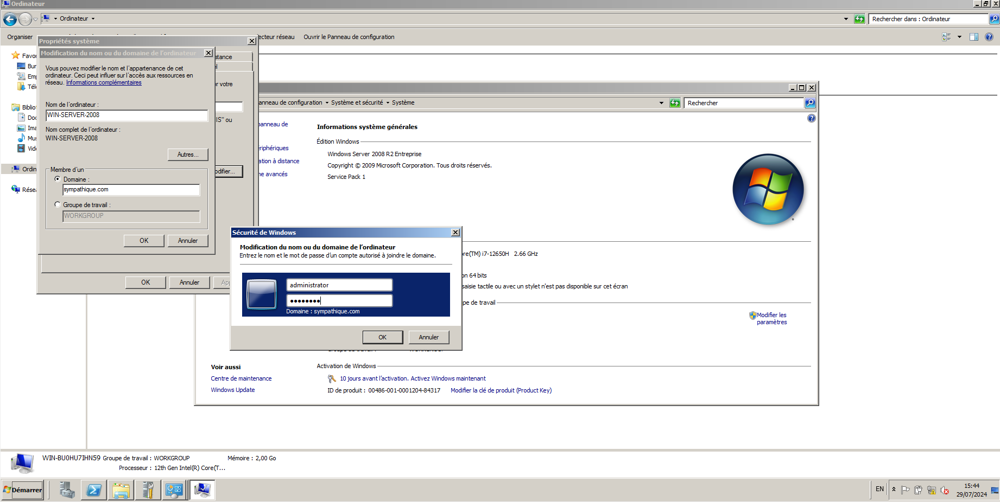 Ordinateur
Ordinateur
Rechercher dans : Ordinateur
Organiser
ecteur réseau
Ouvrir le Panneau de configuration
Propriétés système
Modification du nom ou du domaine de l'ordinateur
Vous pouvez modifier le nom et l'appartenance de cet
ordinateur. Ceci peut influer sur l'accès aux ressources en
réseau. Informations complémentaires
Nom de l'ordinateur :
WIN-SERVER-2008
Nom complet de l'ordinateur :
WIN-SERVER-2008
Autres...
Membre d'un
Domaine :
sympathique.com
Groupe de travail :
WORKGROUP
OK
Annuler
stance
er votre
IS" ou
odifier...
OK
Annuler
App
Favo
Bur
Emp
Télé
Bibliot
Doc
Ima
Mus
Vidé
Ordin
Résea
anneau de configuration
Système et sécurité
Système
Rechercher
panneau de
ériphériques
ation à distance
me avancés
Informations système générales
Édition Windows
Windows Server 2008 R2 Entreprise
Copyright © 2009 Microsoft Corporation. Tous droits réservés.
Service Pack 1
ore(TM) i7-12650H 2.66 GHz
on 64 bits
saisie tactile ou avec un stylet n'est pas disponible sur cet écran
pe de travail
Modifier les
paramètres
Sécurité de Windows
Modification du nom ou du domaine de l'ordinateur
Entrez le nom et le mot de passe d'un compte autorisé à joindre le domaine.
administrator
●●●●●●●●
Domaine : sympathique.com
OK
Annuler
Voir aussi
Centre de maintenance
Windows Update
Activation de Windows
10 jours avant l'activation. Activez Windows maintenant
ID de produit : 00486-001-0001204-84317
Modifier la clé de produit (Product Key)
WIN-BU0HU7IHN59 Groupe de travail : WORKGROUP
Mémoire : 2,00 Go
Processeur : 12th Gen Intel(R) Core(T...
Démarrer
EN
15:44
29/07/2024